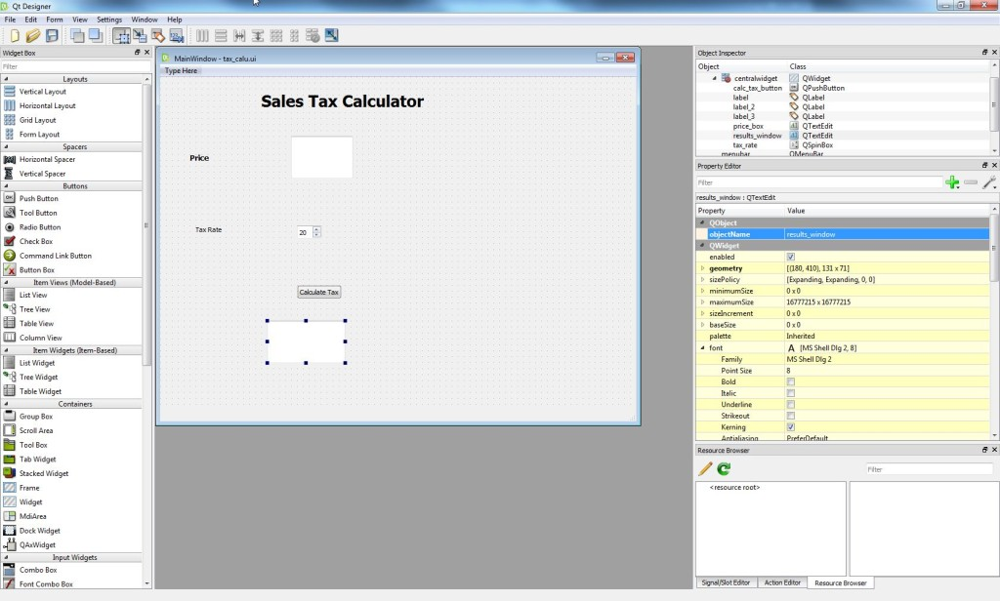 Qt Designer
File Edit Form View Settings Window Help
Widget Box
Filter
Layouts
Vertical Layout
Horizontal Layout
Grid Layout
Form Layout
Spacers
Horizontal Spacer
Vertical Spacer
Buttons
Push Button
Tool Button
Radio Button
Check Box
Command Link Button
Button Box
Item Views (Model-Based)
List View
Tree View
Table View
Column View
Item Widgets (Item-Based)
List Widget
Tree Widget
Table Widget
Containers
Group Box
Scroll Area
Tool Box
Tab Widget
Stacked Widget
Frame
Widget
MdiArea
Dock Widget
QAxWidget
Input Widgets
Combo Box
Font Combo Box
MainWindow - tax_calu.ui
Type Here
Sales Tax Calculator
Price
Tax Rate
20
Calculate Tax
Object Inspector
Object Class
centralwidget QWidget
calc_tax_button QPushButton
label QLabel
label_2 QLabel
label_3 QLabel
price_box QTextEdit
results_window QTextEdit
tax_rate QSpinBox
menubar QMenuBar
Property Editor
Filter
results_window : QTextEdit
Property Value
QObject
objectName results_window
QWidget
enabled
geometry [(180, 410), 131 x 71]
sizePolicy [Expanding, Expanding, 0, 0]
minimumSize 0 x 0
maximumSize 16777215 x 16777215
sizeIncrement 0 x 0
baseSize 0 x 0
palette Inherited
font A [MS Shell Dlg 2, 8]
Family MS Shell Dlg 2
Point Size 8
Bold
Italic
Underline
Strikeout
Kerning
Antialiasing PreferDefault
Resource Browser
Filter
<resource root>
Signal/Slot Editor Action Editor Resource Browser